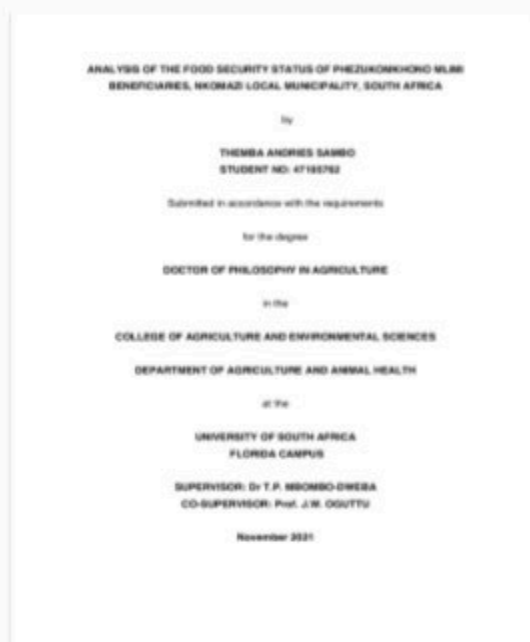 ANALYSIS OF THE FOOD SECURITY STATUS OF PHEZUKOMKHONO MLIMI
BENEFICIARIES, NKOMAZI LOCAL MUNICIPALITY, SOUTH AFRICA
by
THEMBA ANDRIES SAMBO
STUDENT NO:
Submitted in accordance with the requirements
for the degree
DOCTOR OF PHILOSOPHY IN AGRICULTURE
in the
COLLEGE OF AGRICULTURE AND ENVIRONMENTAL SCIENCES
DEPARTMENT OF AGRICULTURE AND ANIMAL HEALTH
at the
UNIVERSITY OF SOUTH AFRICA
FLORIDA CAMPUS
SUPERVISOR: Dr T.P. MBOMBO-DWEBA
CO-SUPERVISOR: Prof. J.W. OGUTTU
November 2021